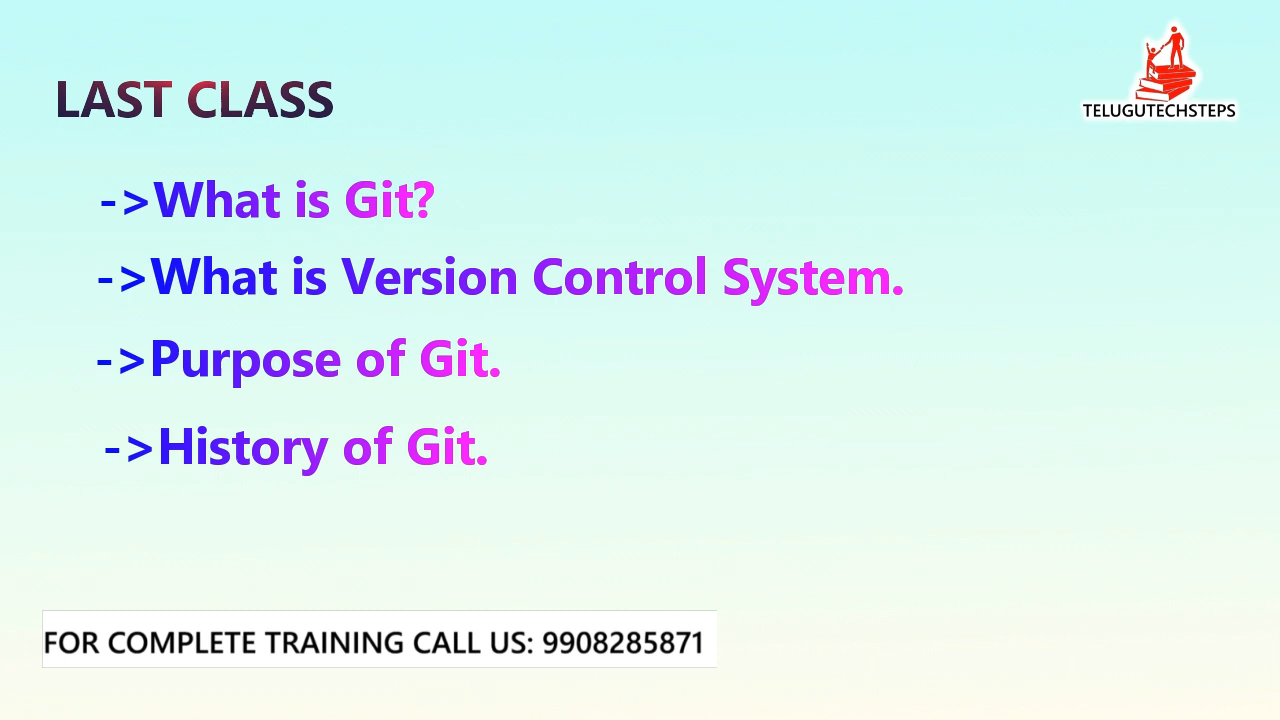 TELUGUTECHSTEPS
LAST CLASS
->What is Git?
->What is Version Control System.
->Purpose of Git.
->History of Git.
FOR COMPLETE TRAINING CALL US: 9908285871